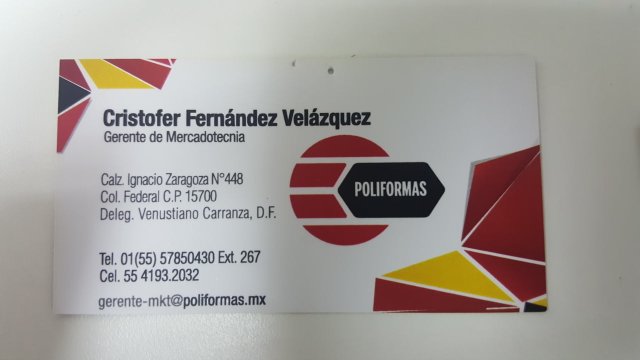 Cristofer Fernández Velázquez
Gerente de Mercadotecnia
Calz. Ignacio Zaragoza N°448
Col. Federal C.P. 15700
Deleg. Venustiano Carranza, D.F.
POLIFORMAS
Tel. 01(55) 57850430 Ext. 267
Cel. 55 4193.2032
gerente-mkt@poliformas.mx